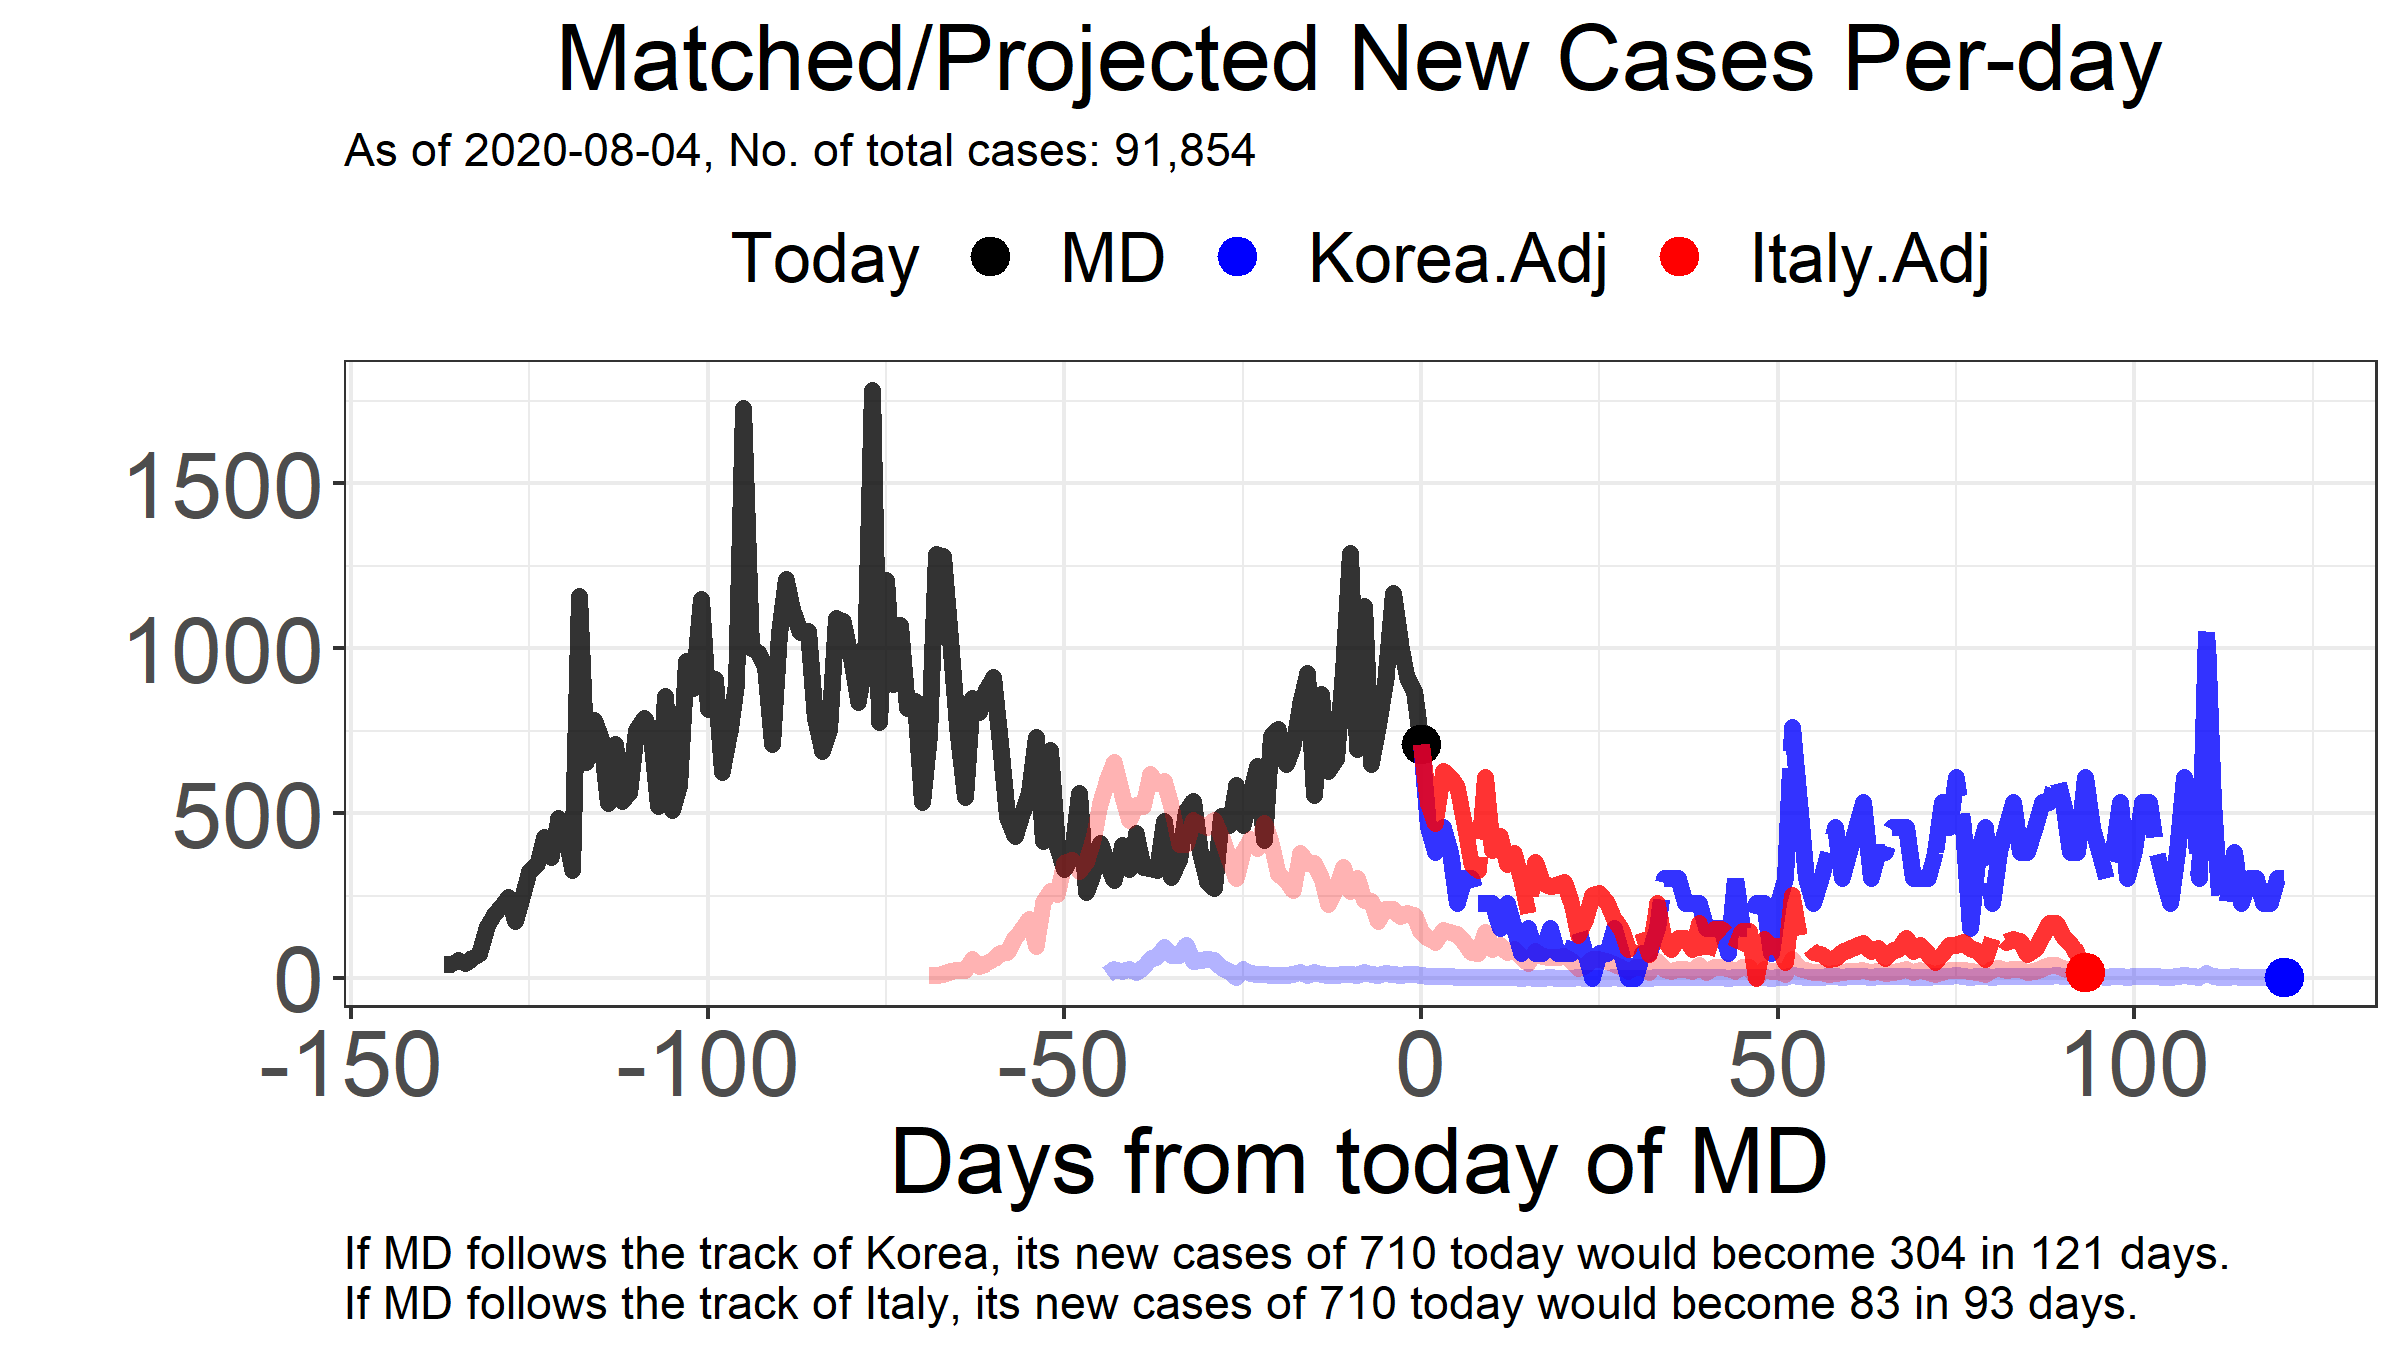 Matched/Projected New Cases Per-day
As of 2020-08-04, No. of total cases: 91,854
Today MD Korea.Adj Italy.Adj
1500
1000
500
0
-150 -100 -50 0 50 100
Days from today of MD
If MD follows the track of Korea, its new cases of 710 today would become 304 in 121 days.
If MD follows the track of Italy, its new cases of 710 today would become 83 in 93 days.